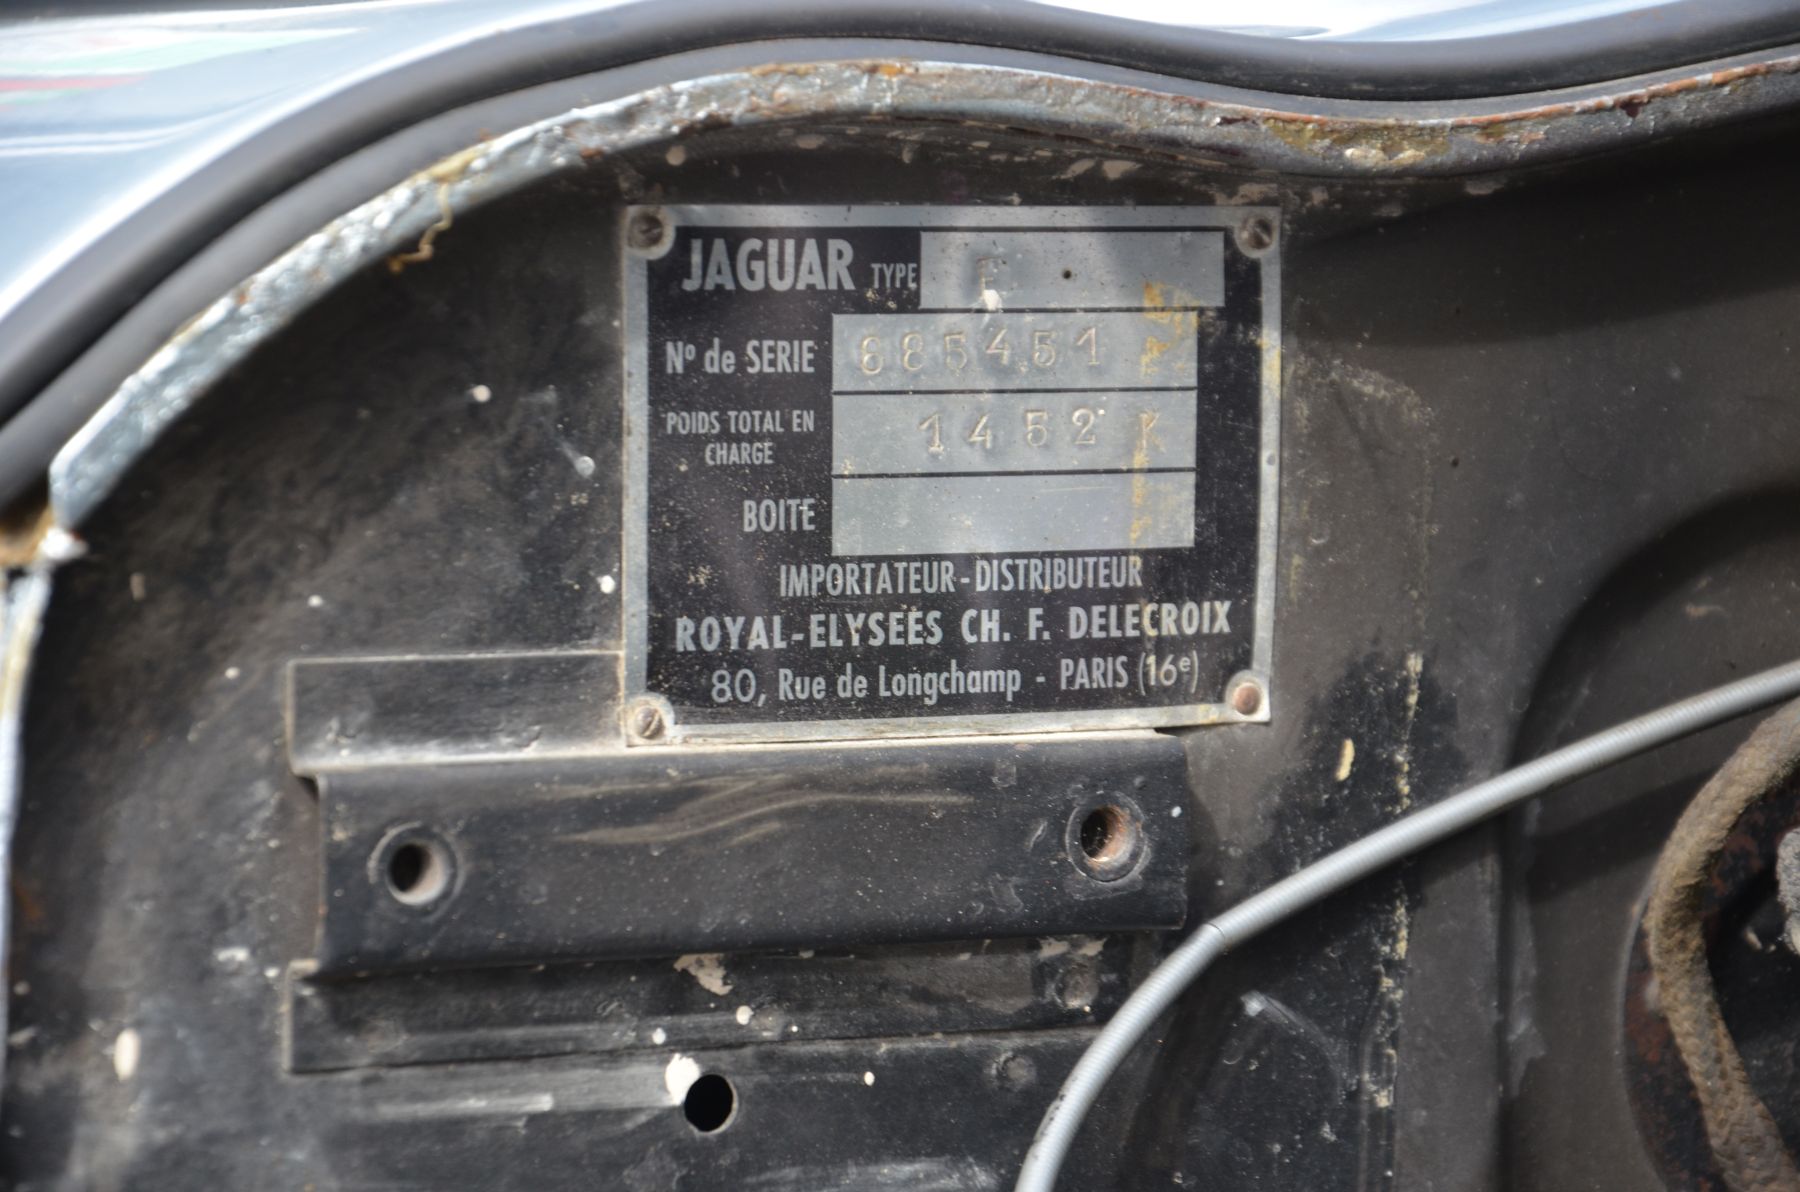 JAGUAR TYPE E
Nº de SERIE 885451
POIDS TOTAL EN CHARGE 1452 K
BOITE
IMPORTATEUR-DISTRIBUTEUR
ROYAL-ELYSEES CH. F. DELECROIX
80, Rue de Longchamp - PARIS (16e)